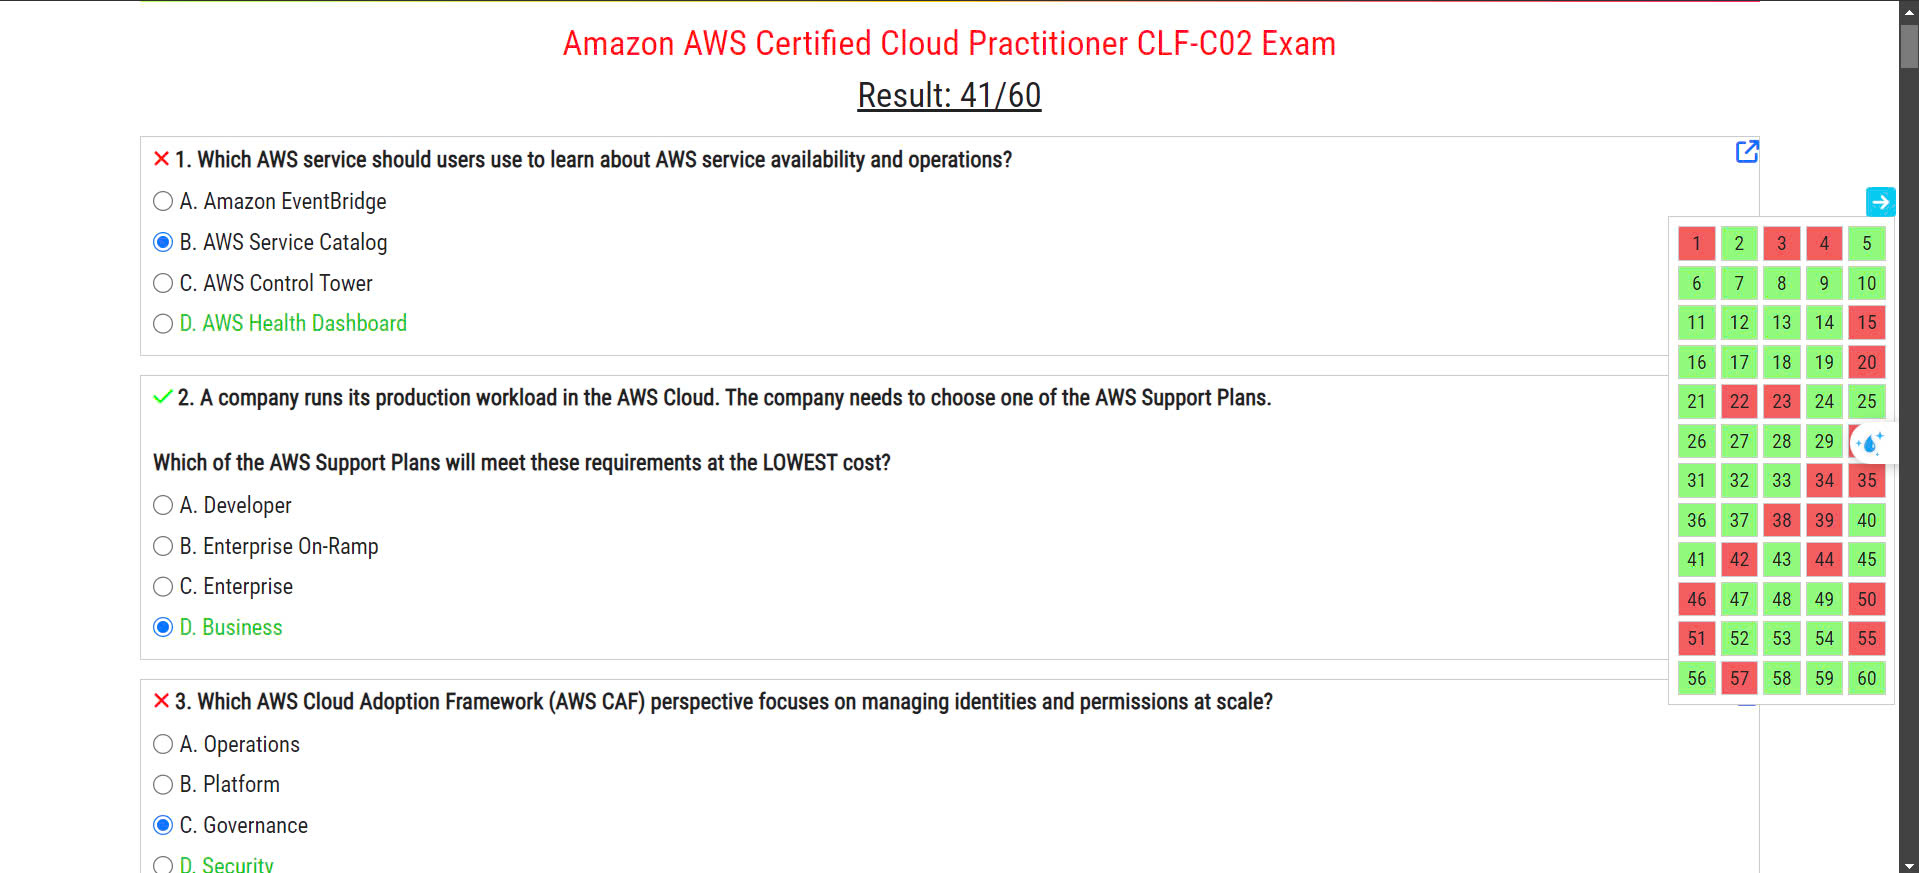 Amazon AWS Certified Cloud Practitioner CLF-C02 Exam
Result: 41/60
1. Which AWS service should users use to learn about AWS service availability and operations?
A. Amazon EventBridge
B. AWS Service Catalog
C. AWS Control Tower
D. AWS Health Dashboard
2. A company runs its production workload in the AWS Cloud. The company needs to choose one of the AWS Support Plans.
Which of the AWS Support Plans will meet these requirements at the LOWEST cost?
A. Developer
B. Enterprise On-Ramp
C. Enterprise
D. Business
3. Which AWS Cloud Adoption Framework (AWS CAF) perspective focuses on managing identities and permissions at scale?
A. Operations
B. Platform
C. Governance
D. Security
1 2 3 4 5
6 7 8 9 10
11 12 13 14 15
16 17 18 19 20
21 22 23 24 25
26 27 28 29
31 32 33 34 35
36 37 38 39 40
41 42 43 44 45
46 47 48 49 50
51 52 53 54 55
56 57 58 59 60